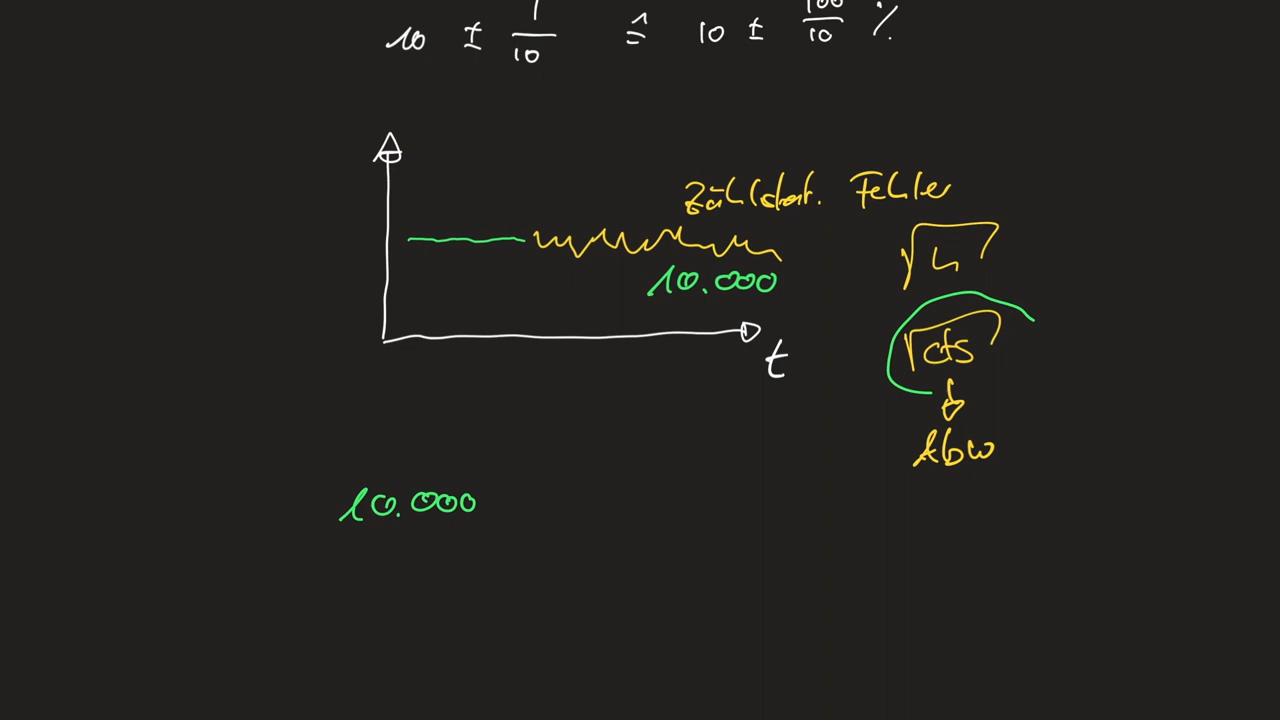 10 ± 1/10 ≙ 10 ± 100/10 %
Zählstat. Fehler
√n
10.000
√cts
t
Abw
10.000